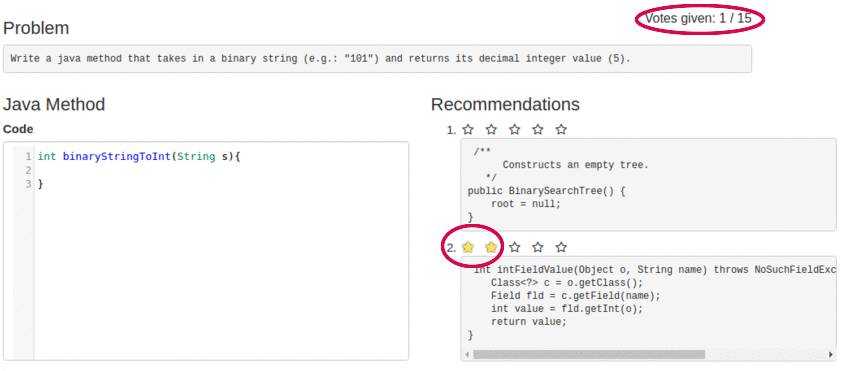 Votes given: 1 / 15
Problem
Write a java method that takes in a binary string (e.g.: "101") and returns its decimal integer value (5).
Java Method
Code
1 int binaryStringToInt(String s){
2
3 }
Recommendations
1.
/**
Constructs an empty tree.
*/
public BinarySearchTree() {
root = null;
}
2.
int intFieldValue(Object o, String name) throws NoSuchFieldExc
Class<?> c = o.getClass();
Field fld = c.getField(name);
int value = fld.getInt(o);
return value;
}